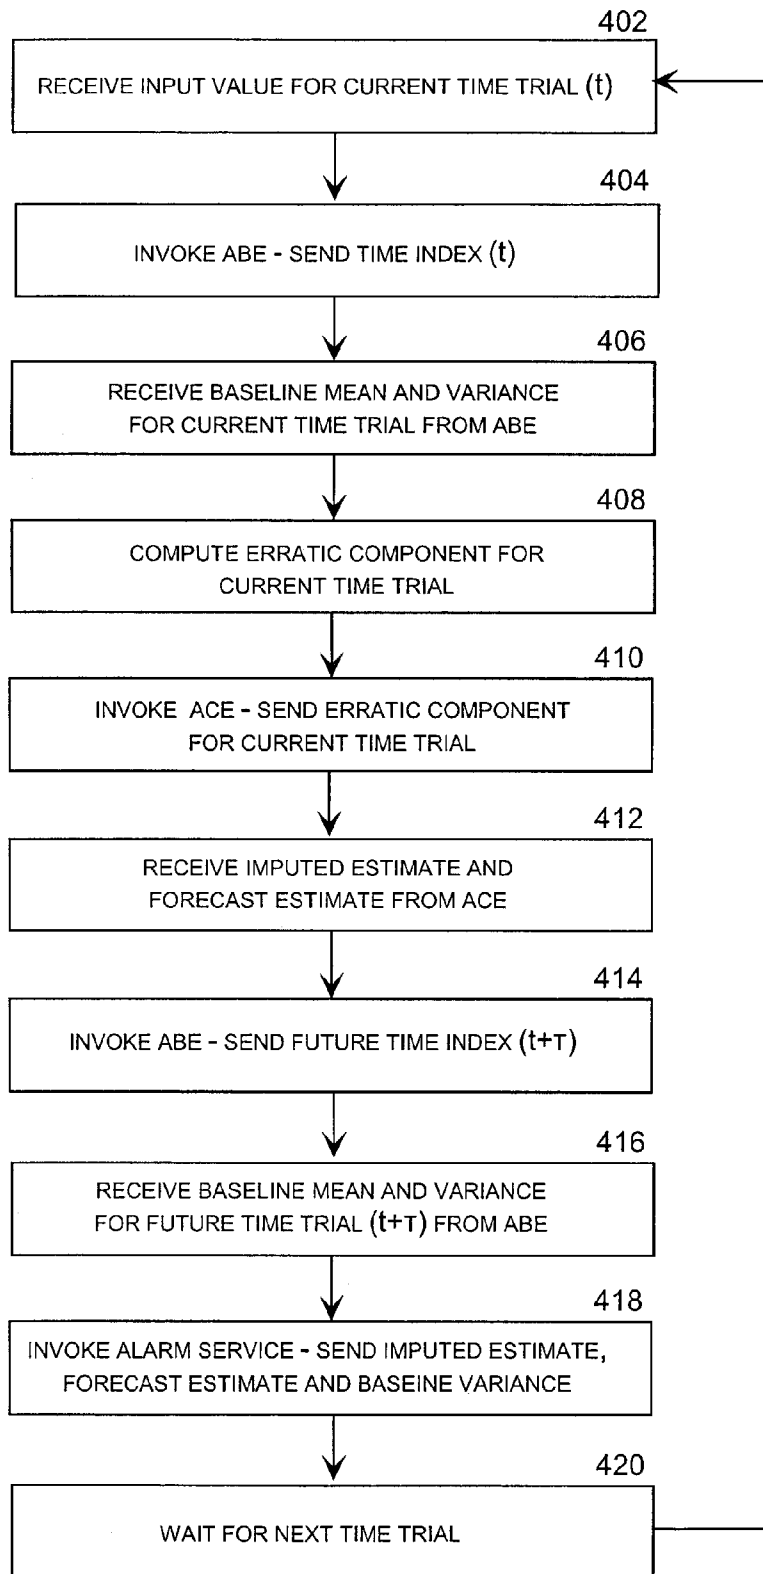 402
RECEIVE INPUT VALUE FOR CURRENT TIME TRIAL (t)
404
INVOKE ABE - SEND TIME INDEX (t)
406
RECEIVE BASELINE MEAN AND VARIANCE
FOR CURRENT TIME TRIAL FROM ABE
408
COMPUTE ERRATIC COMPONENT FOR
CURRENT TIME TRIAL
410
INVOKE ACE - SEND ERRATIC COMPONENT
FOR CURRENT TIME TRIAL
412
RECEIVE IMPUTED ESTIMATE AND
FORECAST ESTIMATE FROM ACE
414
INVOKE ABE - SEND FUTURE TIME INDEX (t+τ)
416
RECEIVE BASELINE MEAN AND VARIANCE
FOR FUTURE TIME TRIAL (t+τ) FROM ABE
418
INVOKE ALARM SERVICE - SEND IMPUTED ESTIMATE,
FORECAST ESTIMATE AND BASEINE VARIANCE
420
WAIT FOR NEXT TIME TRIAL